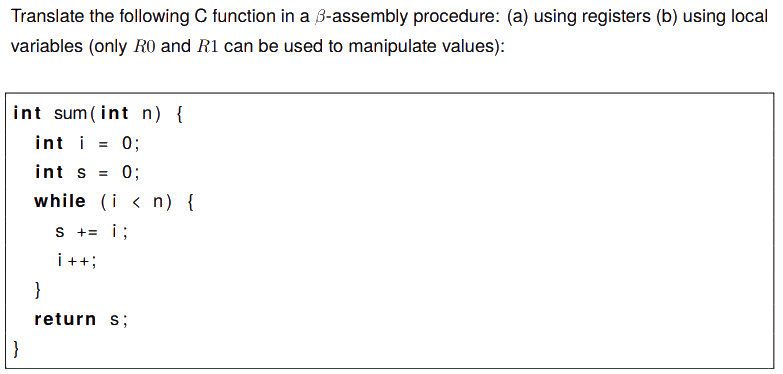 Translate the following C function in a β-assembly procedure: (a) using registers (b) using local
variables (only R0 and R1 can be used to manipulate values):
int sum(int n) {
int i = 0;
int s = 0;
while (i < n) {
s += i;
i++;
}
return s;
}